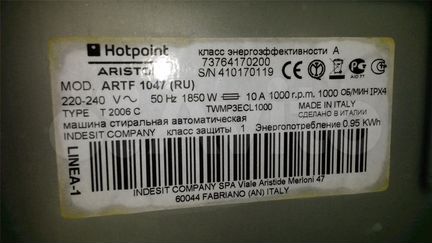 Hotpoint
ARISTON
класс энергоэффективности A
73764170200
S/N 410170119
MOD. ARTF 1047 (RU)
220-240 V 50 Hz 1850 W 10 A 1000 r.p.m. 1000 ОБ/МИН IPX4
TYPE T 2006 C TWMP3ECL1000 MADE IN ITALY
СДЕЛАНО В ИТАЛИИ
машина стиральная автоматическая
INDESIT COMPANY класс защиты 1 Энергопотребление 0.95 KWh
LINEA-1
INDESIT COMPANY SPA Viale Aristide Merloni 47
60044 FABRIANO (AN) ITALY